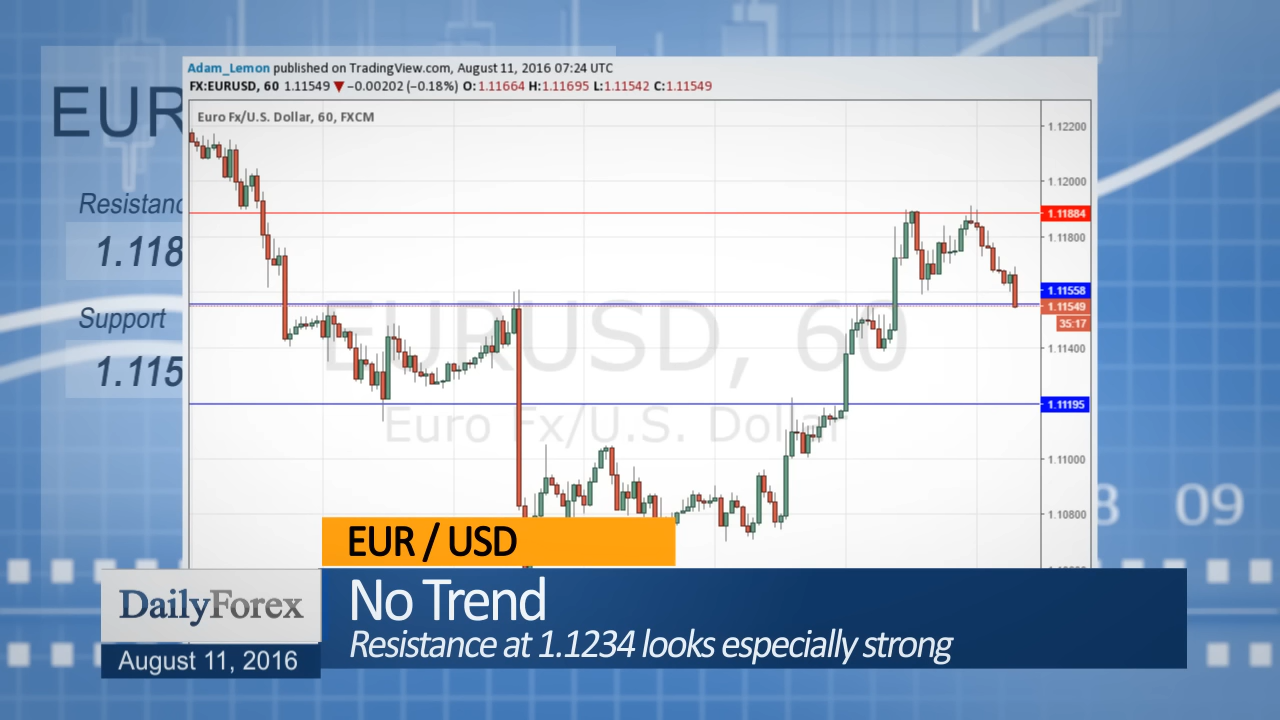 Adam_Lemon published on TradingView.com, August 11, 2016 07:24 UTC
FX:EURUSD, 60 1.11549 ▼ −0.00202 (−0.18%) O:1.11664 H:1.11695 L:1.11542 C:1.11549
Euro Fx/U.S. Dollar, 60, FXCM
EUR
Resistanc
1.118
Support
1.115
EURUSD, 60
Euro Fx/U.S. Dollar
1.12200
1.12000
1.11884
1.11800
1.11558
1.11549
35:17
1.11400
1.11195
1.11000
1.10800
8 09
EUR / USD
No Trend
Resistance at 1.1234 looks especially strong
DailyForex
August 11, 2016